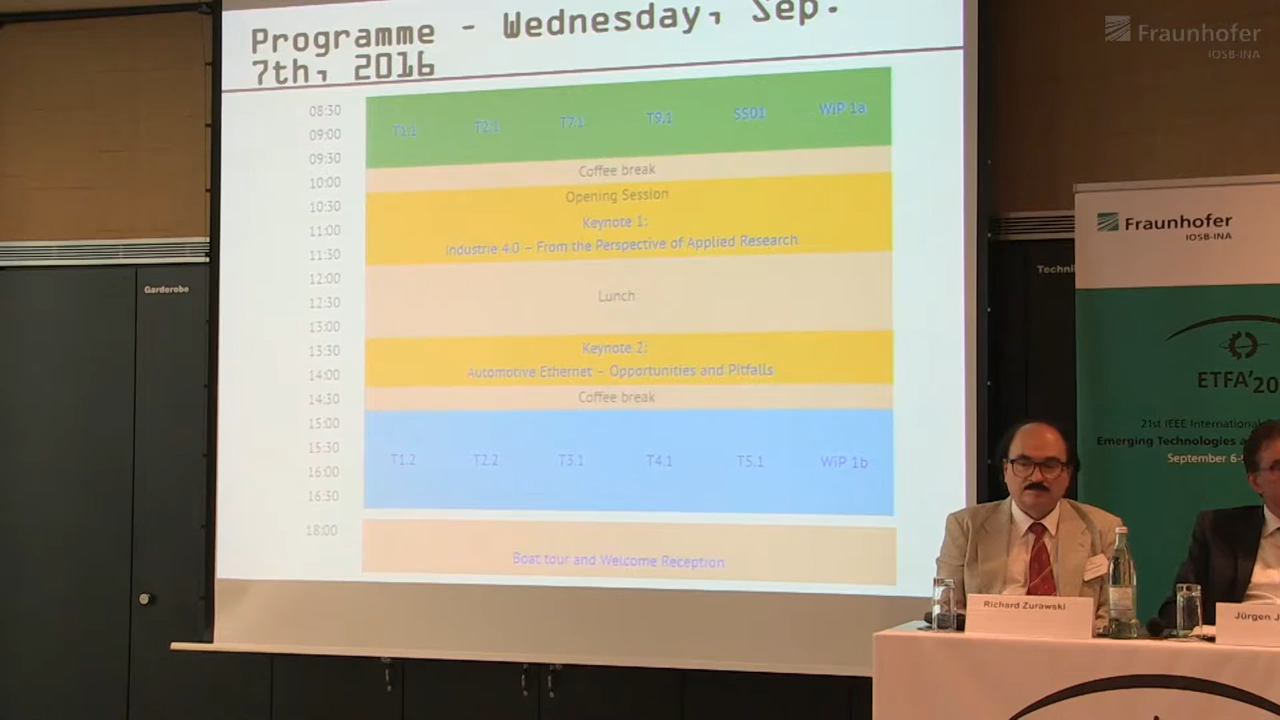 Programme - Wednesday, Sep.
7th, 2016
08:30
09:00
09:30
10:00
10:30
11:00
11:30
12:00
12:30
13:00
13:30
14:00
14:30
15:00
15:30
16:00
16:30
18:00
T1.1 T2.1 T7.1 T9.1 SS01 WiP 1a
Coffee break
Opening Session
Keynote 1:
Industrie 4.0 – From the Perspective of Applied Research
Lunch
Keynote 2:
Automotive Ethernet – Opportunities and Pitfalls
Coffee break
T1.2 T2.2 T3.1 T4.1 T5.1 WiP 1b
Boat tour and Welcome Reception
Garderobe
Fraunhofer
IOSB-INA
Techni
Fraunhofer
IOSB-INA
ETFA'20
21st IEEE International
Emerging Technologies
September 6-
Richard Zurawski
Jürgen J